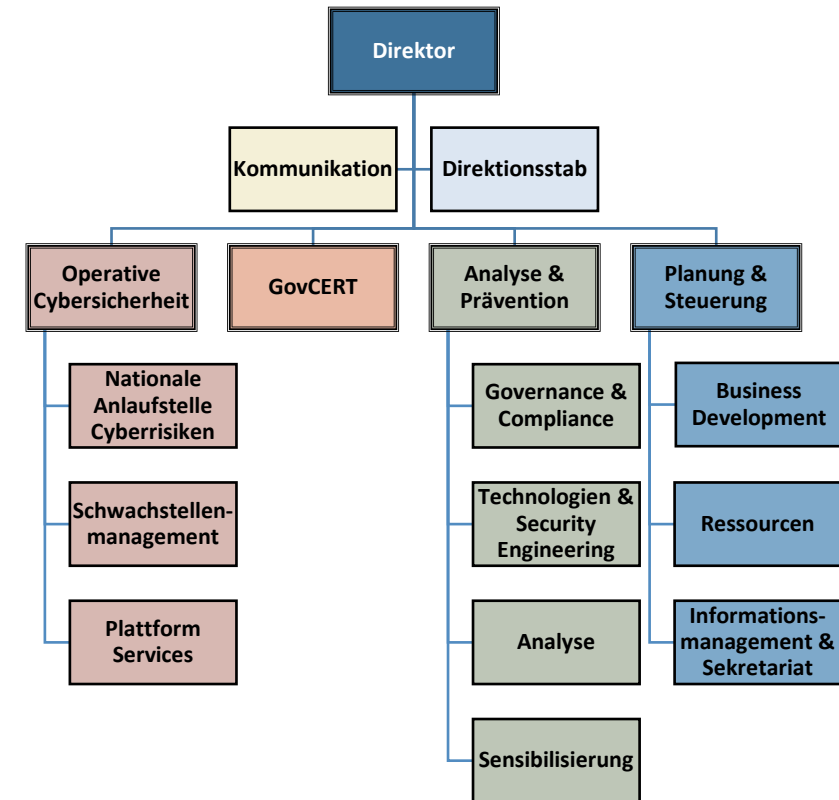 Direktor
Kommunikation
Direktionsstab
Operative
Cybersicherheit
GovCERT
Analyse &
Prävention
Planung &
Steuerung
Nationale
Anlaufstelle
Cyberrisiken
Schwachstellen-
management
Plattform
Services
Governance &
Compliance
Technologien &
Security
Engineering
Analyse
Sensibilisierung
Business
Development
Ressourcen
Informations-
management &
Sekretariat